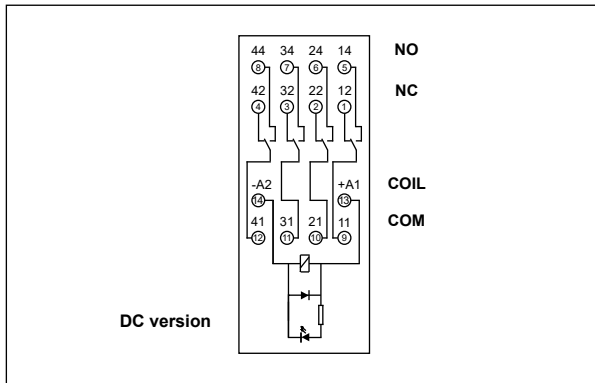 44 34 24 14 NO
8 7 6 5
42 32 22 12 NC
4 3 2 1
-A2 +A1 COIL
14 13
41 31 21 11 COM
12 11 10 9
DC version